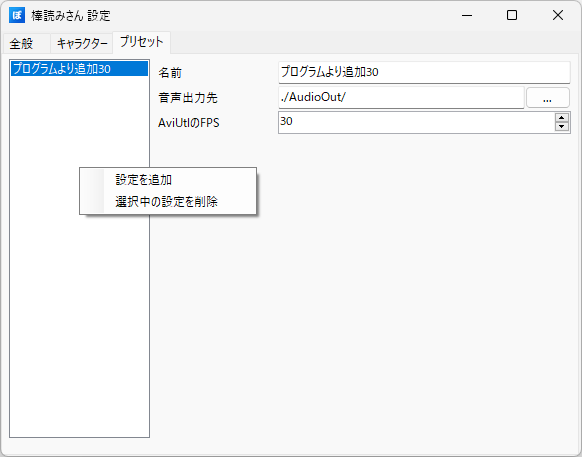 ぼ 棒読みさん 設定
全般 キャラクター プリセット
プログラムより追加30
名前 プログラムより追加30
音声出力先 ./AudioOut/ ...
AviUtlのFPS 30
設定を追加
選択中の設定を削除